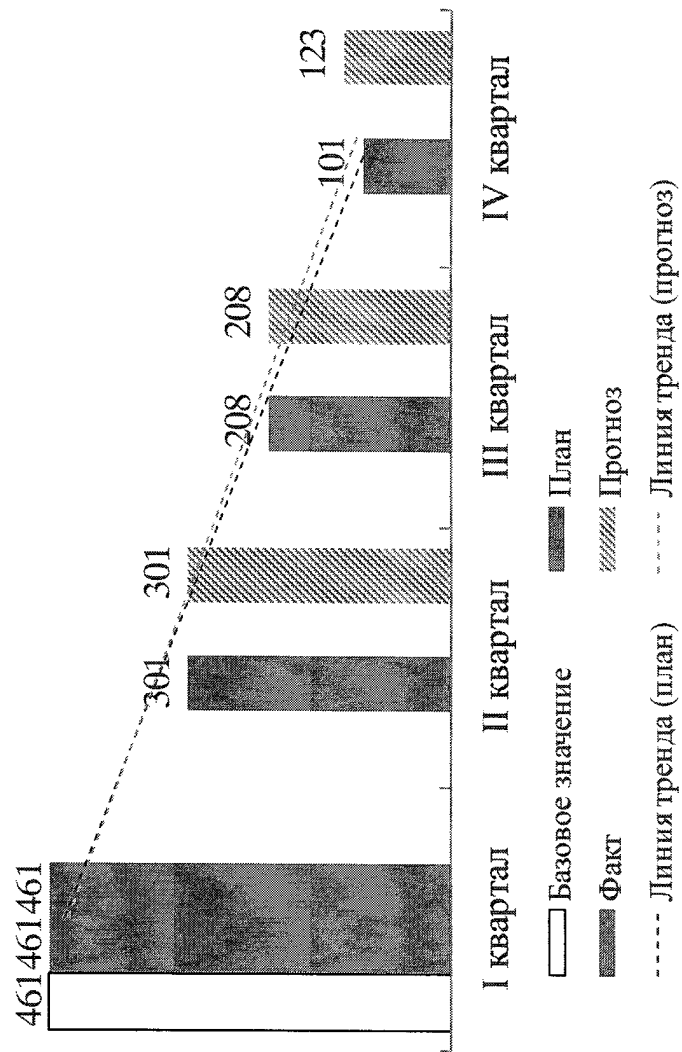 461461461
301
301
208
208
101
123
I квартал
II квартал
III квартал
IV квартал
Базовое значение
План
Факт
Прогноз
Линия тренда (план)
Линия тренда (прогноз)